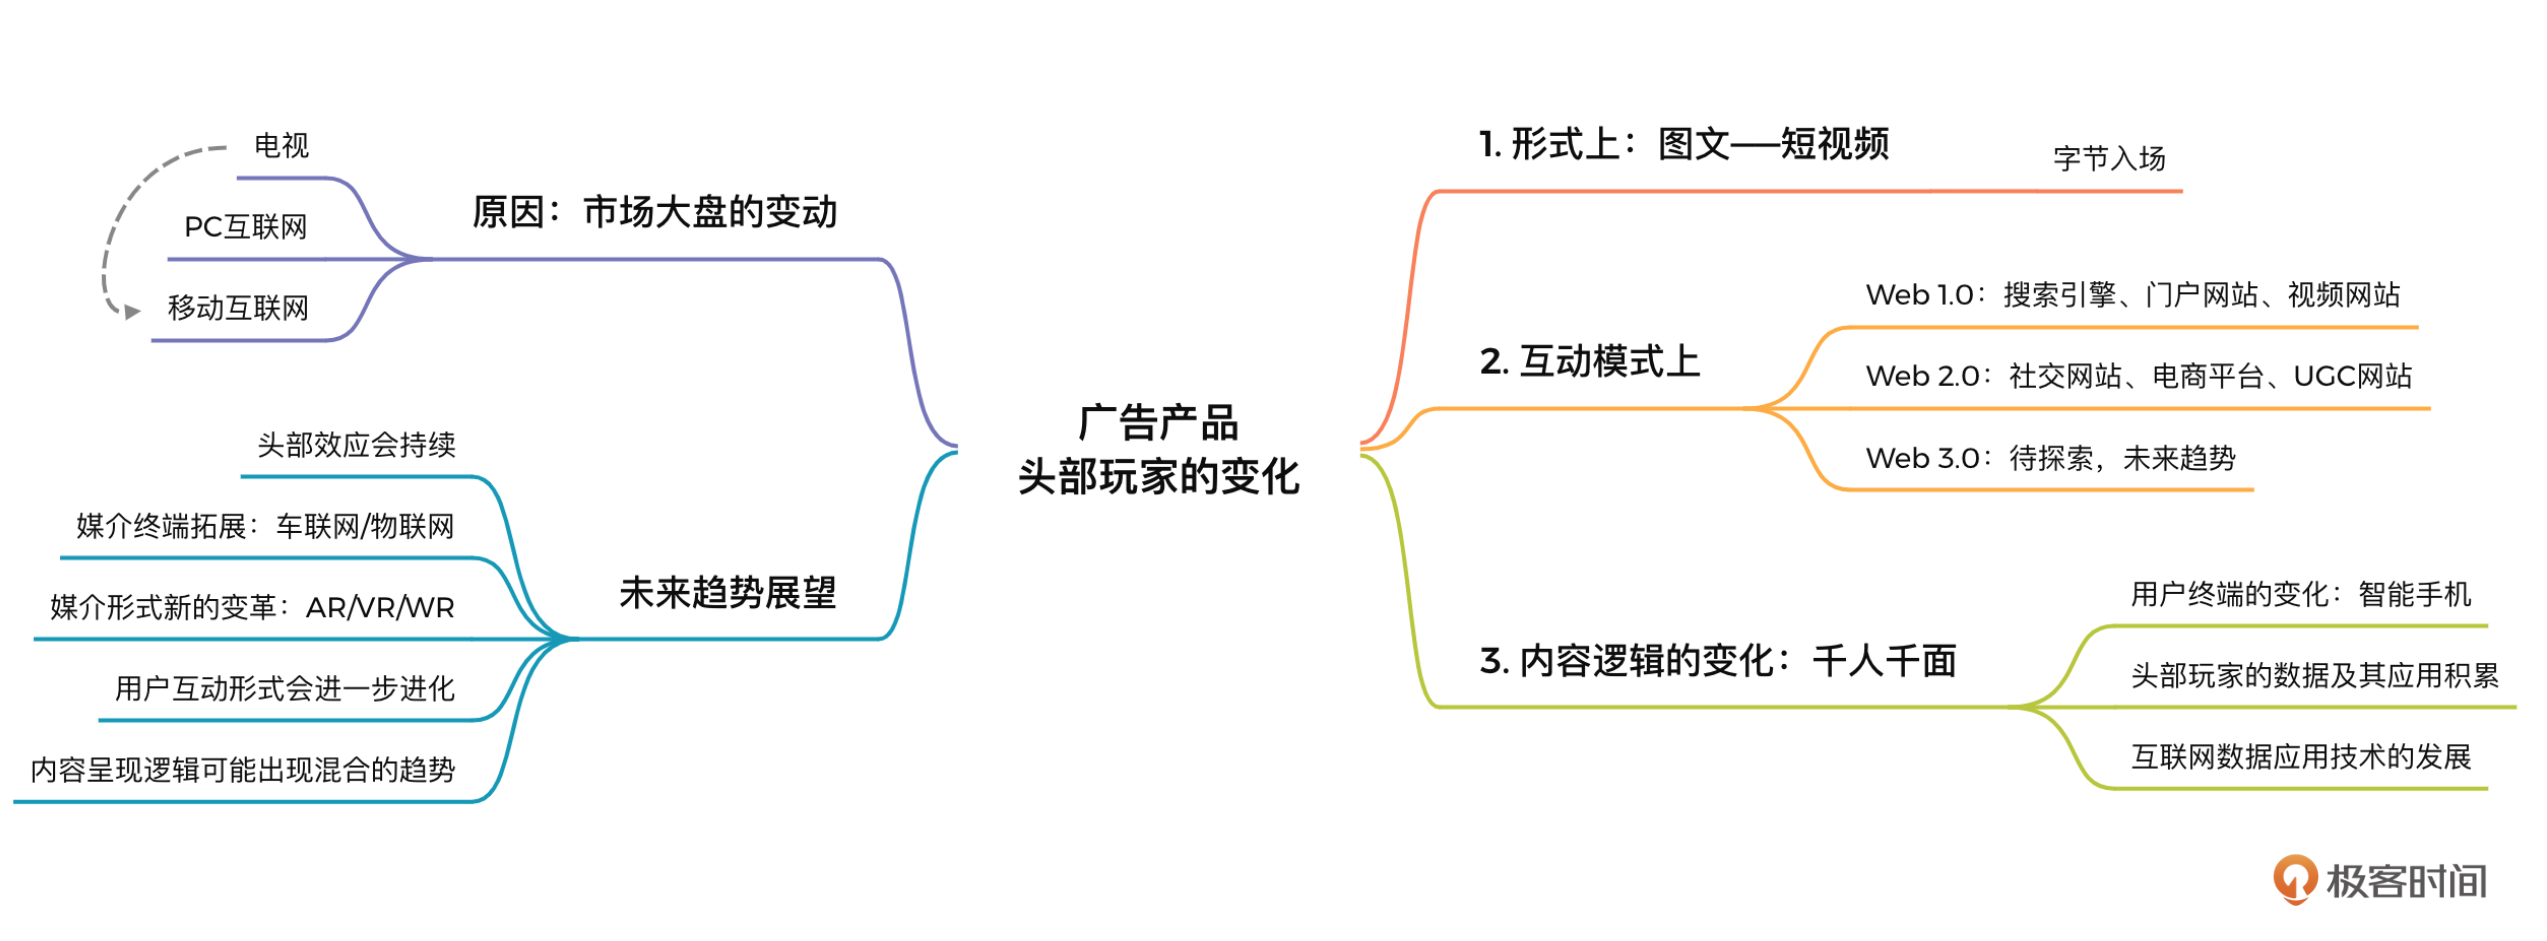 广告产品
头部玩家的变化
1. 形式上：图文——短视频
字节入场
2. 互动模式上
Web 1.0：搜索引擎、门户网站、视频网站
Web 2.0：社交网站、电商平台、UGC网站
Web 3.0：待探索，未来趋势
3. 内容逻辑的变化：千人千面
用户终端的变化：智能手机
头部玩家的数据及其应用积累
互联网数据应用技术的发展
原因：市场大盘的变动
电视
PC互联网
移动互联网
未来趋势展望
头部效应会持续
媒介终端拓展：车联网/物联网
媒介形式新的变革：AR/VR/WR
用户互动形式会进一步进化
内容呈现逻辑可能出现混合的趋势
极客时间